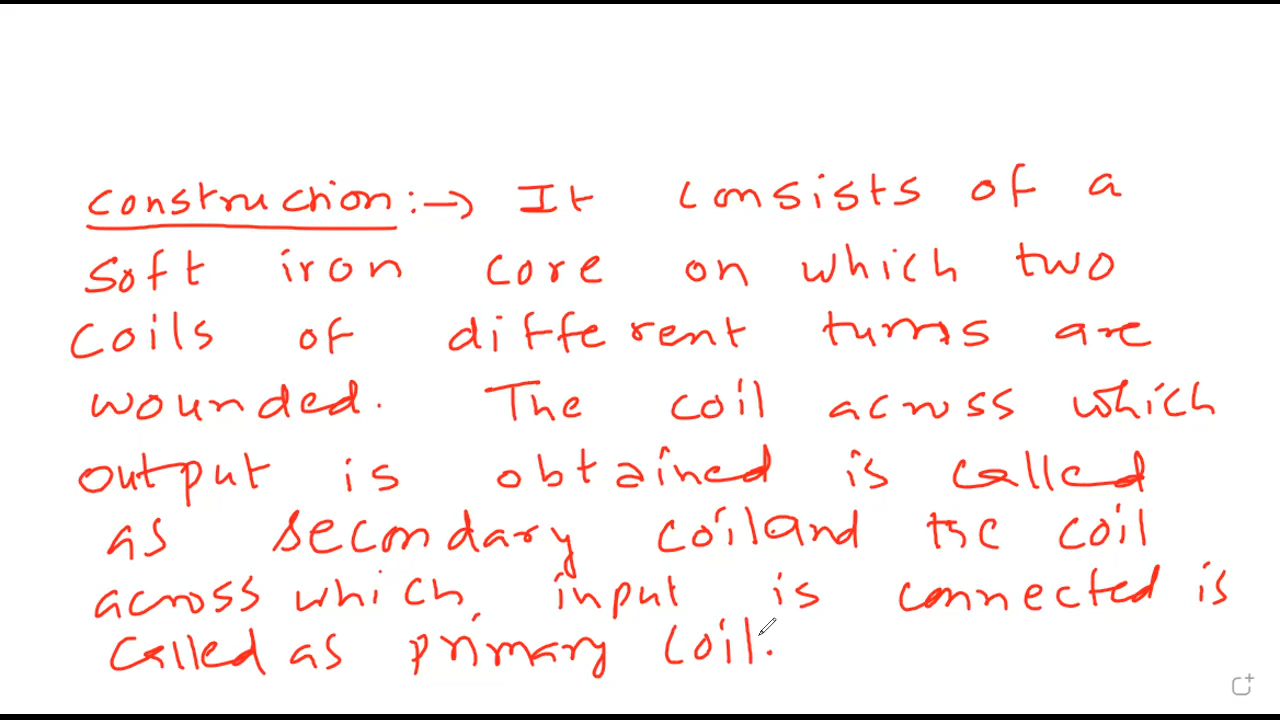 construction :→ It consists of a
soft iron core on which two
coils of different turns are
wounded. The coil across which
output is obtained is called
as secondary coil and the coil
across which input is connected is
called as primary coil.